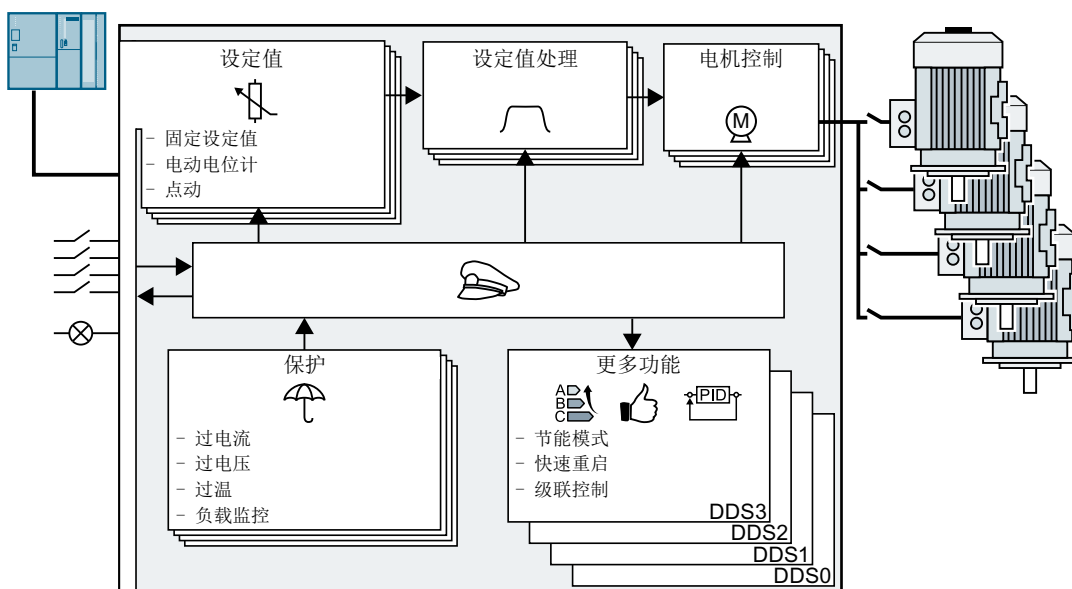 设定值
- 固定设定值
- 电动电位计
- 点动
设定值处理
电机控制
M
保护
- 过电流
- 过电压
- 过温
- 负载监控
更多功能
A
B
C
PID
- 节能模式
- 快速重启
- 级联控制
DDS3
DDS2
DDS1
DDS0